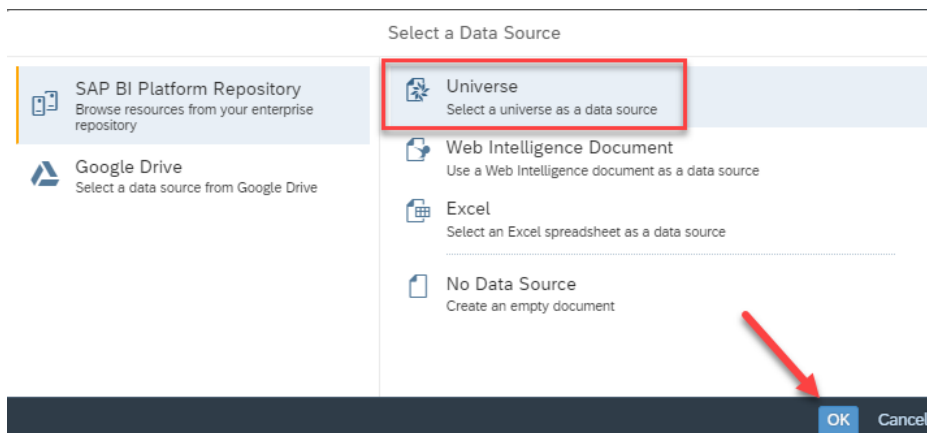 Select a Data Source
SAP BI Platform Repository
Browse resources from your enterprise
repository
Google Drive
Select a data source from Google Drive
Universe
Select a universe as a data source
Web Intelligence Document
Use a Web Intelligence document as a data source
Excel
Select an Excel spreadsheet as a data source
No Data Source
Create an empty document
OK
Cancel